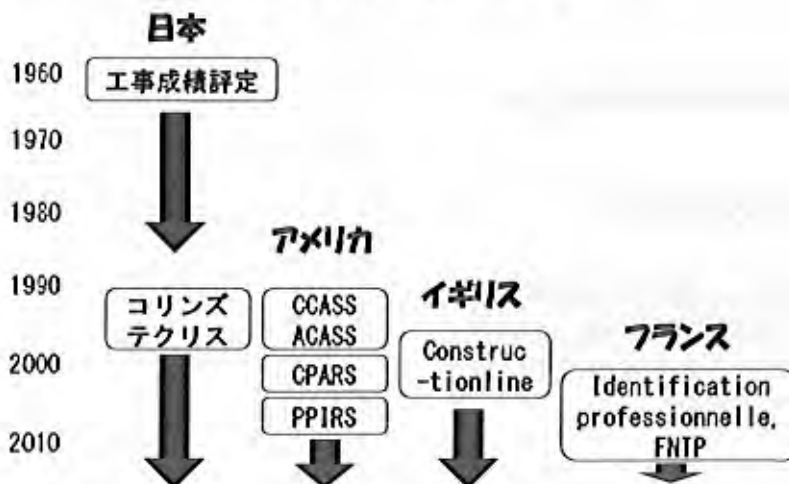 日本
1960
工事成績評定
1970
1980
アメリカ
1990
コリンズ
テクリス
CCASS
ACASS
イギリス
Construc
-tionline
フランス
2000
CPARS
Identification
professionnelle,
FNTP
PPIRS
2010